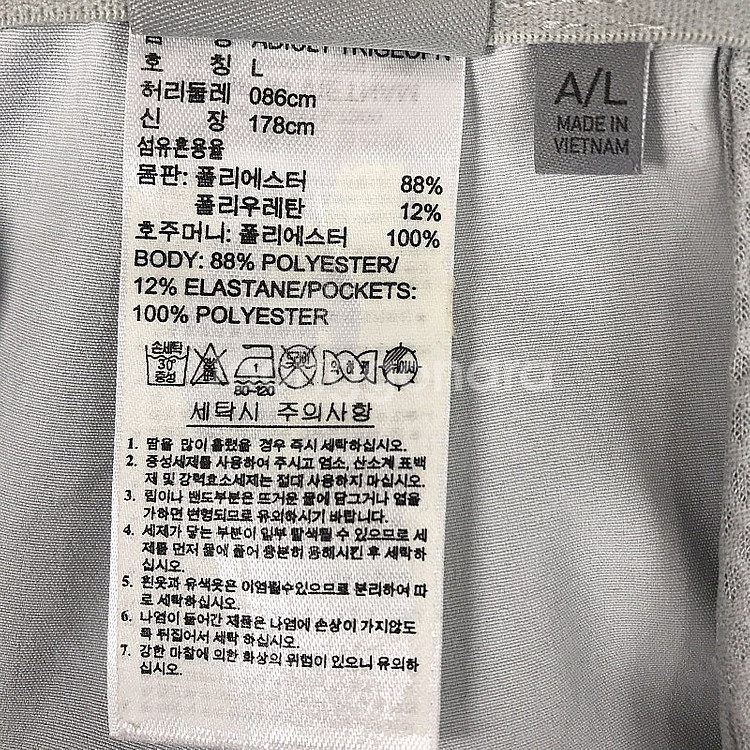 호 칭 L
허리둘레 086cm
신 장 178cm
섬유혼용율
몸판: 폴리에스터 88%
폴리우레탄 12%
호주머니: 폴리에스터 100%
BODY: 88% POLYESTER/
12% ELASTANE/POCKETS:
100% POLYESTER
손세탁
30°
중성
1
80~120
드라이
세탁시 주의사항
1. 땀을 많이 흘렸을 경우 즉시 세탁하십시오.
2. 중성세제를 사용하여 주시고 염소, 산소계 표백
제 및 강력효소세제는 절대 사용하지 마십시오.
3. 립이나 밴드부분은 뜨거운 물에 담그거나 열을
가하면 변형되므로 유의하시기 바랍니다.
4. 세제가 닿는 부분이 일부 탈색될 수 있으므로 세
제를 먼저 물에 풀어 충분히 용해시킨 후 세탁하
십시오.
5. 흰옷과 유색옷은 이염될수있으므로 분리하여 따
로 세탁하십시오.
6. 나염이 들어간 제품은 나염에 손상이 가지않도
록 뒤집어서 세탁 하십시오.
7. 강한 마찰에 의한 화상의 위험이 있으니 유의하
십시오.
A/L
MADE IN
VIETNAM